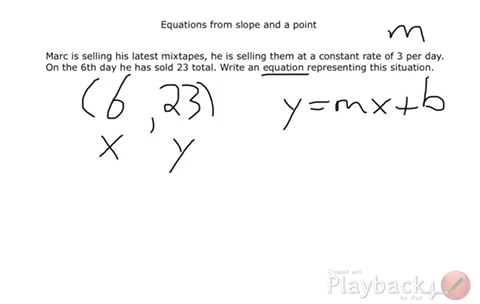 Equations from slope and a point
m
Marc is selling his latest mixtapes, he is selling them at a constant rate of 3 per day.
On the 6th day he has sold 23 total. Write an equation representing this situation.
(6, 23) y=mx+b
x y
Created with
Playback
for iPad